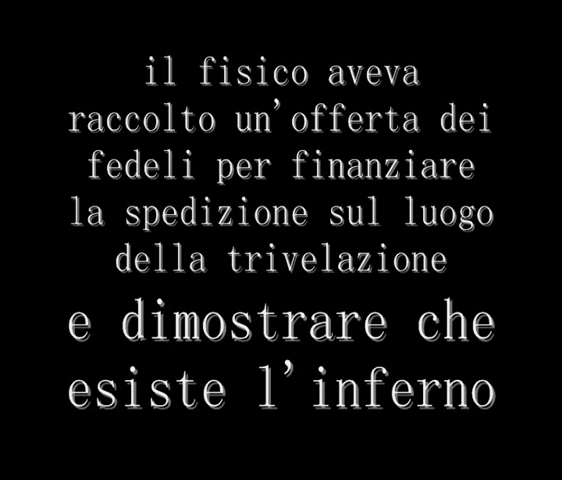 il fisico aveva
raccolto un'offerta dei
fedeli per finanziare
la spedizione sul luogo
della trivelazione
e dimostrare che
esiste l'inferno